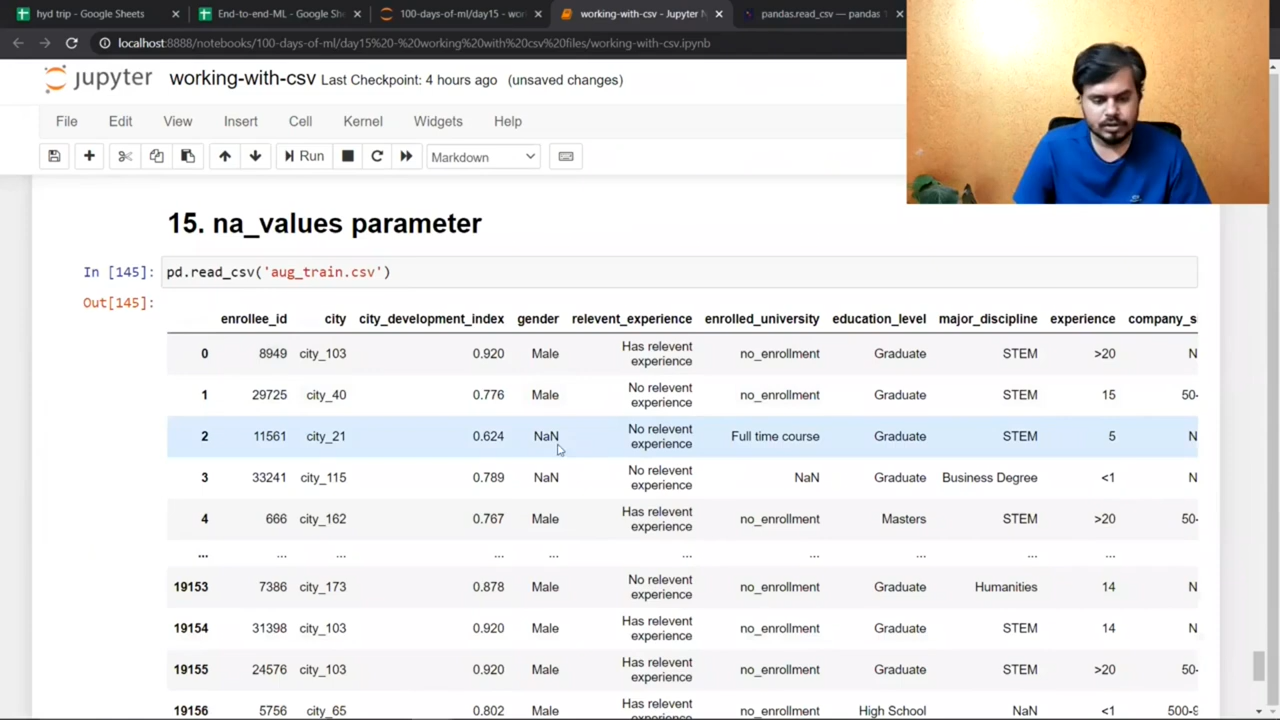 hyd trip - Google Sheets
End-to-end-ML - Google Sh
100-days-of-ml/day15 - wor
working-with-csv - Jupyter N
pandas.read_csv — pandas
localhost:8888/notebooks/100-days-of-ml/day15%20-%20working%20with%20csv%20files/working-with-csv.ipynb
jupyter working-with-csv Last Checkpoint: 4 hours ago (unsaved changes)
File Edit View Insert Cell Kernel Widgets Help
Run Markdown
15. na_values parameter
In [145]: pd.read_csv('aug_train.csv')
Out[145]:
enrollee_id city city_development_index gender relevent_experience enrolled_university education_level major_discipline experience company_s
0 8949 city_103 0.920 Male Has relevent experience no_enrollment Graduate STEM >20 N
1 29725 city_40 0.776 Male No relevent experience no_enrollment Graduate STEM 15 50-
2 11561 city_21 0.624 NaN No relevent experience Full time course Graduate STEM 5 N
3 33241 city_115 0.789 NaN No relevent experience NaN Graduate Business Degree <1 N
4 666 city_162 0.767 Male Has relevent experience no_enrollment Masters STEM >20 50-
... ... ... ... ... ... ... ... ... ...
19153 7386 city_173 0.878 Male No relevent experience no_enrollment Graduate Humanities 14 N
19154 31398 city_103 0.920 Male Has relevent experience no_enrollment Graduate STEM 14 N
19155 24576 city_103 0.920 Male Has relevent experience no_enrollment Graduate STEM >20 50-
19156 5756 city_65 0.802 Male Has relevent experience no_enrollment High School NaN <1 500-9